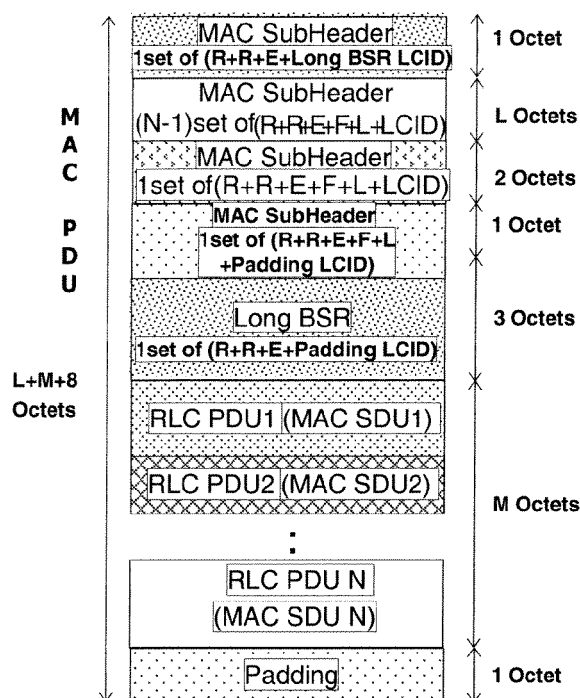 MAC SubHeader
1set of (R+R+E+Long BSR LCID)
1 Octet
MAC SubHeader
(N-1)set of(R+R+E+F+L+LCID)
L Octets
MAC SubHeader
1set of(R+R+E+F+L+LCID)
2 Octets
MAC SubHeader
1set of (R+R+E+F+L
+Padding LCID)
1 Octet
Long BSR
1set of (R+R+E+Padding LCID)
3 Octets
MAC PDU
L+M+8
Octets
RLC PDU1 (MAC SDU1)
RLC PDU2 (MAC SDU2)
:
M Octets
RLC PDU N
(MAC SDU N)
Padding
1 Octet